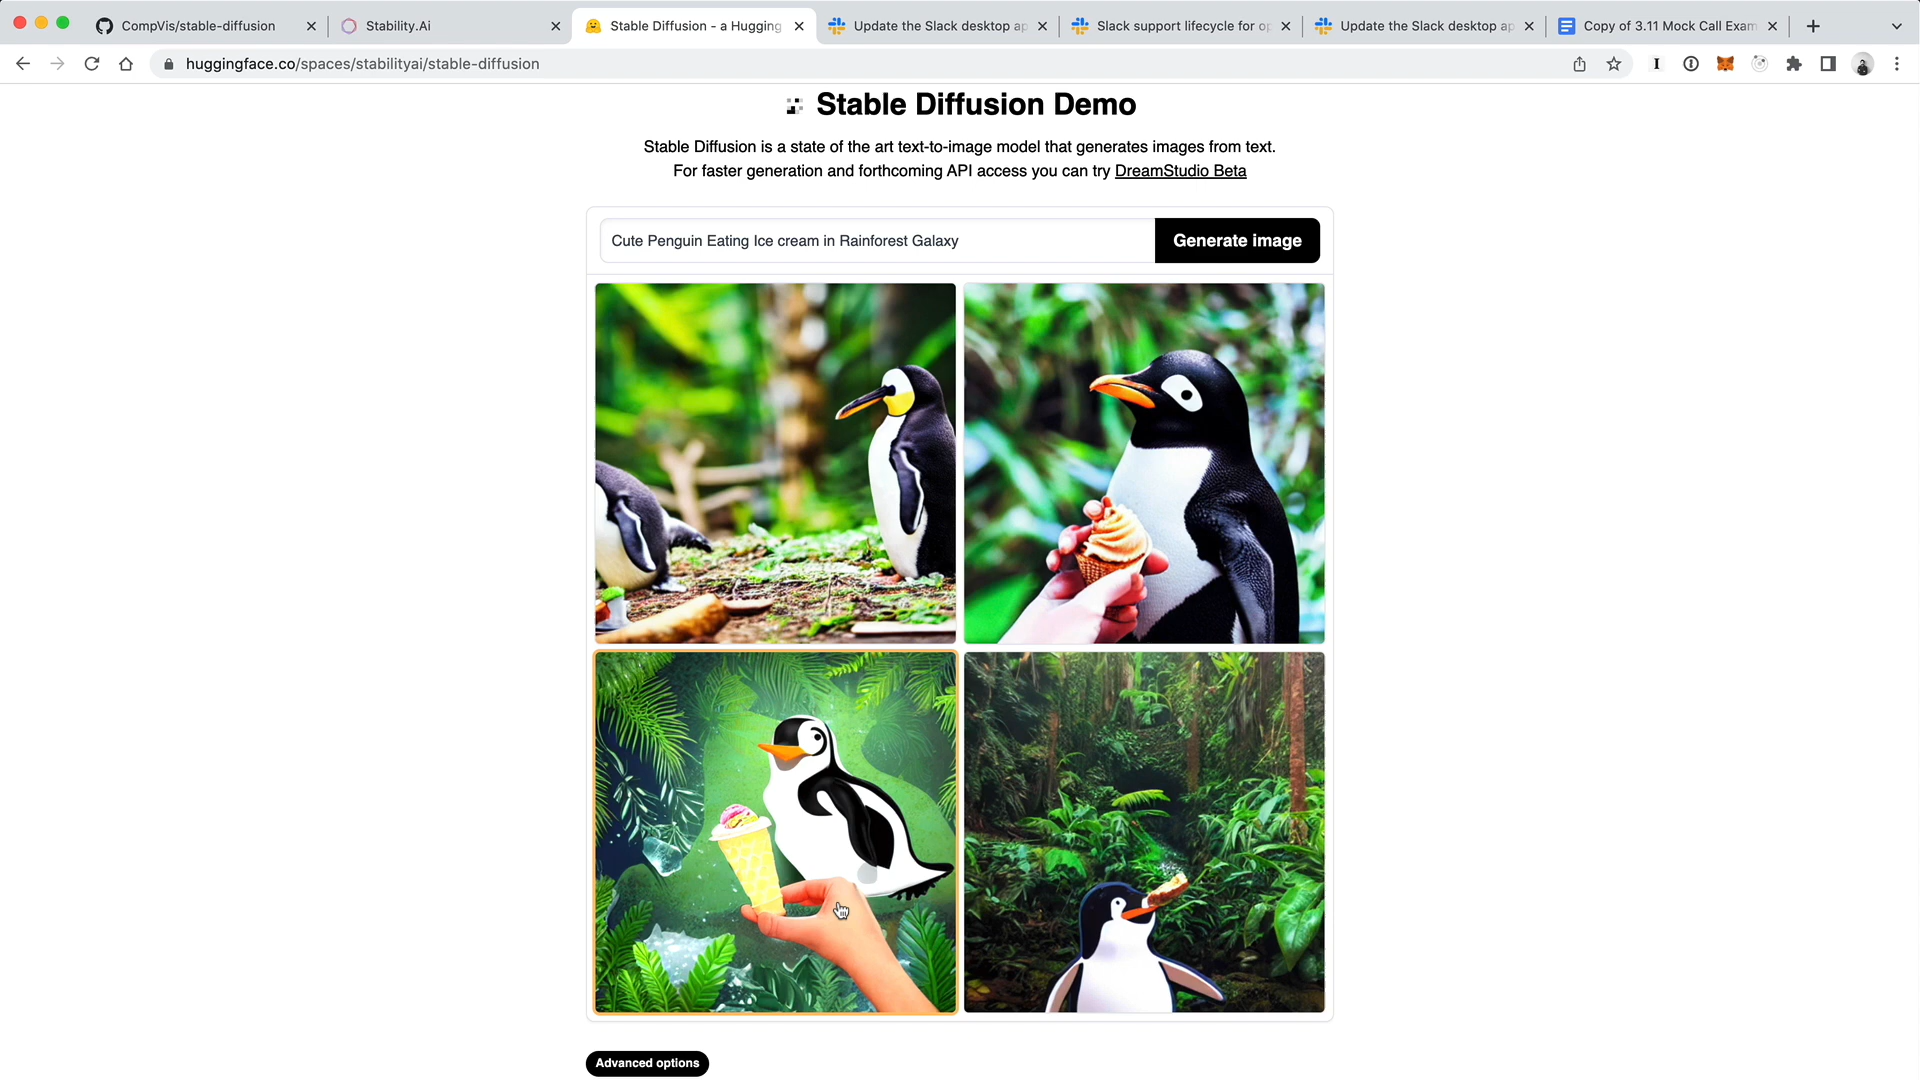 CompVis/stable-diffusion
Stability.Ai
Stable Diffusion - a Hugging
Update the Slack desktop ap
Slack support lifecycle for op
Update the Slack desktop ap
Copy of 3.11 Mock Call Exam
huggingface.co/spaces/stabilityai/stable-diffusion
Stable Diffusion Demo
Stable Diffusion is a state of the art text-to-image model that generates images from text.
For faster generation and forthcoming API access you can try DreamStudio Beta
Cute Penguin Eating Ice cream in Rainforest Galaxy
Generate image
Advanced options